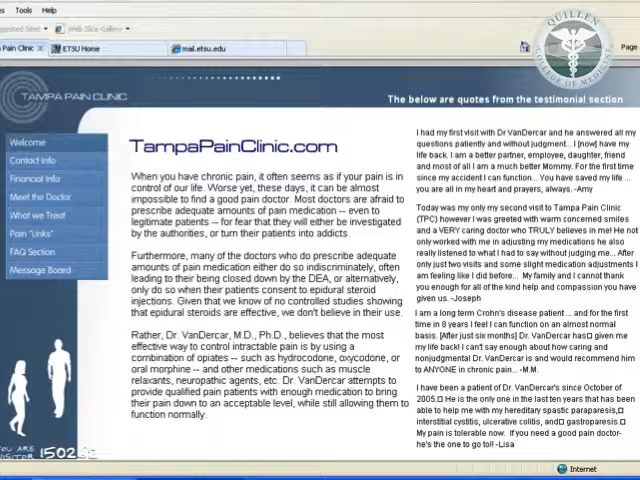 s Tools Help
ggested Sites Web Slice Gallery
Pain Clinic ETSU Home mail.etsu.edu Page
QUILLEN COLLEGE OF MEDICINE
TAMPA PAIN CLINIC
The below are quotes from the testimonial section
Welcome
Contact Info
Financial Info
Meet the Doctor
What we Treat
Pain "Links"
FAQ Section
Message Board
TampaPainClinic.com
When you have chronic pain, it often seems as if your pain is in
control of our life. Worse yet, these days, it can be almost
impossible to find a good pain doctor. Most doctors are afraid to
prescribe adequate amounts of pain medication -- even to
legitimate patients -- for fear that they will either be investigated
by the authorities, or turn their patients into addicts.
Furthermore, many of the doctors who do prescribe adequate
amounts of pain medication either do so indiscriminately, often
leading to their being closed down by the DEA, or alternatively,
only do so when their patients consent to epidural steroid
injections. Given that we know of no controlled studies showing
that epidural steroids are effective, we don't believe in their use.
Rather, Dr. VanDercar, M.D., Ph.D., believes that the most
effective way to control intractable pain is by using a
combination of opiates -- such as hydrocodone, oxycodone, or
oral morphine -- and other medications such as muscle
relaxants, neuropathic agents, etc. Dr. VanDercar attempts to
provide qualified pain patients with enough medication to bring
their pain down to an acceptable level, while still allowing them to
function normally.
I had my first visit with Dr VanDercar and he answered all my
questions patiently and without judgment... I [now] have my
life back. I am a better partner, employee, daughter, friend
and most of all I am a much better Mommy. For the first time
since my accident I can function... You have saved my life ...
you are all in my heart and prayers, always. -Amy
Today was my only my second visit to Tampa Pain Clinic
(TPC) however I was greeted with warm concerned smiles
and a VERY caring doctor who TRULY believes in me! He not
only worked with me in adjusting my medications he also
really listened to what I had to say without judging me... After
only just two visits and some slight medication adjustments I
am feeling like I did before... My family and I cannot thank
you enough for all of the kind help and compassion you have
given us. -Joseph
I am a long term Crohn's disease patient ... and for the first
time in 8 years I feel I can function on an almost normal
basis. [After just six months] Dr. VanDercar has given me
my life back! I can't say enough about how caring and
nonjudgmental Dr. VanDercar is and would recommend him
to ANYONE in chronic pain... -M.M.
I have been a patient of Dr. VanDercar's since October of
2005. He is the only one in the last ten years that has been
able to help me with my hereditary spastic paraparesis,
interstitial cystitis, ulcerative colitis, and gastroparesis.
My pain is tolerable now. If you need a good pain doctor-
he's the one to go to!! -Lisa
YOU ARE
VISITOR
Internet